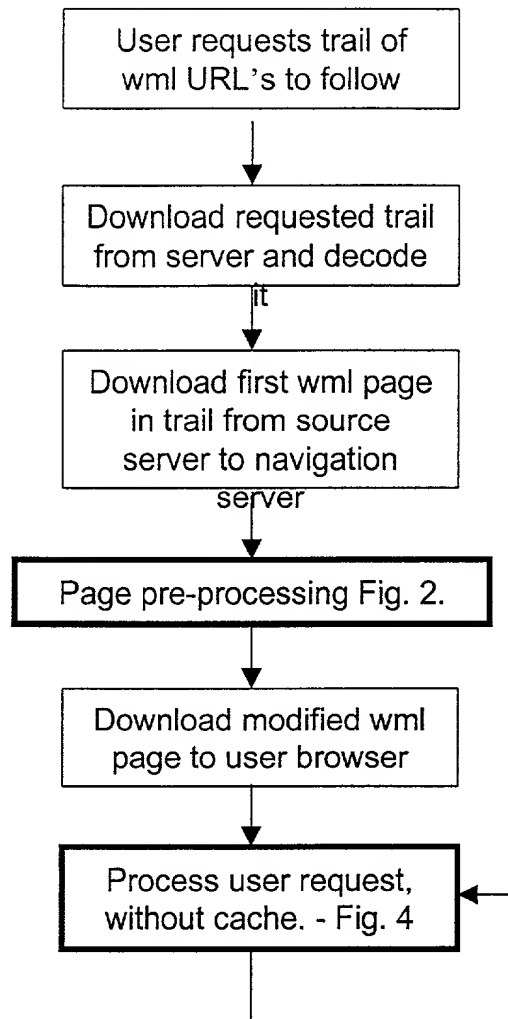 User requests trail of
wml URL's to follow
Download requested trail
from server and decode
it
Download first wml page
in trail from source
server to navigation
server
Page pre-processing Fig. 2.
Download modified wml
page to user browser
Process user request,
without cache. - Fig. 4